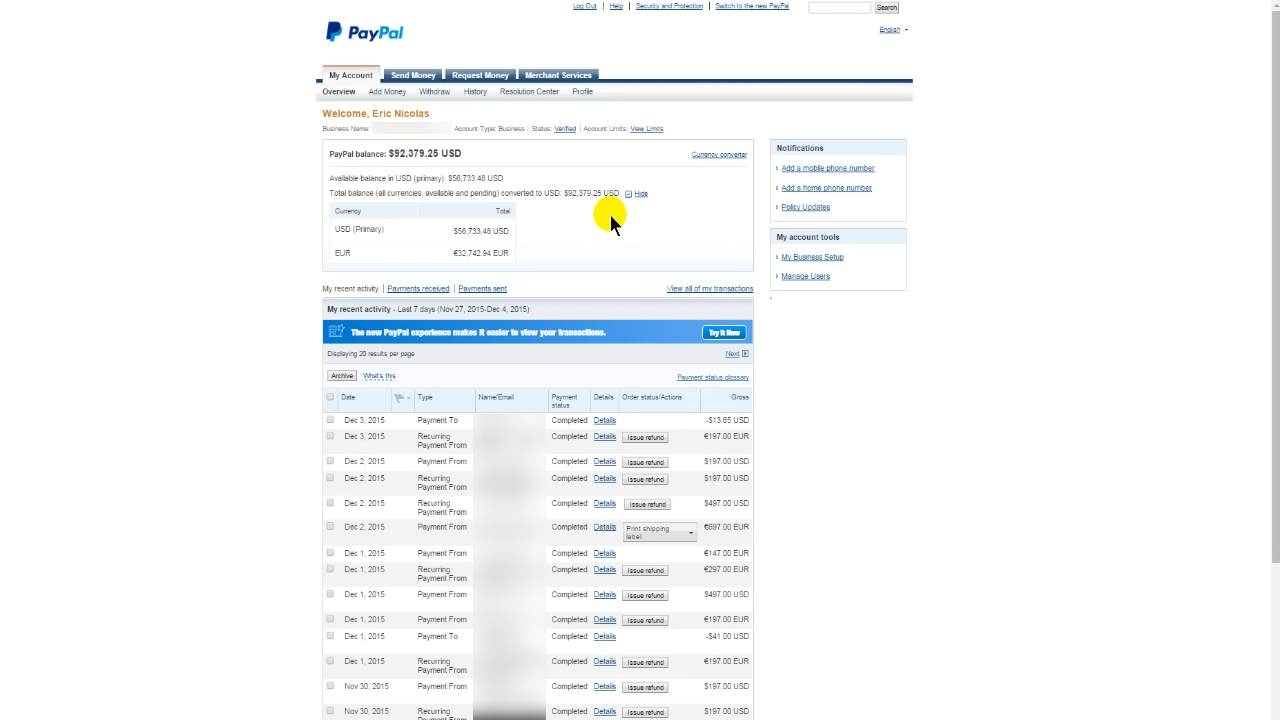 Log Out | Help | Security and Protection | Switch to the new PayPal Search
PayPal
English
My Account Send Money Request Money Merchant Services
Overview Add Money Withdraw History Resolution Center Profile
Welcome, Eric Nicolas
Business Name: Account Type: Business | Status: Verified | Account Limits: View Limits
PayPal balance: $92,379.25 USD Currency converter
Available balance in USD (primary): $56,733.48 USD
Total balance (all currencies, available and pending) converted to USD: $92,379.25 USD Hide
Currency Total
USD (Primary) $56,733.48 USD
EUR €32,742.94 EUR
Notifications
Add a mobile phone number
Add a home phone number
Policy Updates
My account tools
My Business Setup
Manage Users
My recent activity | Payments received | Payments sent View all of my transactions
My recent activity - Last 7 days (Nov 27, 2015-Dec 4, 2015)
The new PayPal experience makes it easier to view your transactions. Try It Now
Displaying 20 results per page Next
Archive What's this Payment status glossary
Date Type Name/Email Payment status Details Order status/Actions Gross
Dec 3, 2015 Payment To Completed Details -$13.65 USD
Dec 3, 2015 Recurring Payment From Completed Details Issue refund €197.00 EUR
Dec 2, 2015 Payment From Completed Details Issue refund $197.00 USD
Dec 2, 2015 Recurring Payment From Completed Details Issue refund $197.00 USD
Dec 2, 2015 Recurring Payment From Completed Details Issue refund $497.00 USD
Dec 2, 2015 Payment From Completed Details Print shipping label €697.00 EUR
Dec 1, 2015 Payment From Completed Details €147.00 EUR
Dec 1, 2015 Recurring Payment From Completed Details Issue refund €297.00 EUR
Dec 1, 2015 Payment From Completed Details Issue refund $497.00 USD
Dec 1, 2015 Payment From Completed Details Issue refund €197.00 EUR
Dec 1, 2015 Payment To Completed Details -$41.00 USD
Dec 1, 2015 Recurring Payment From Completed Details Issue refund €197.00 EUR
Nov 30, 2015 Payment From Completed Details Issue refund $197.00 USD
Nov 30, 2015 Recurring Payment From Completed Details Issue refund $197.00 USD